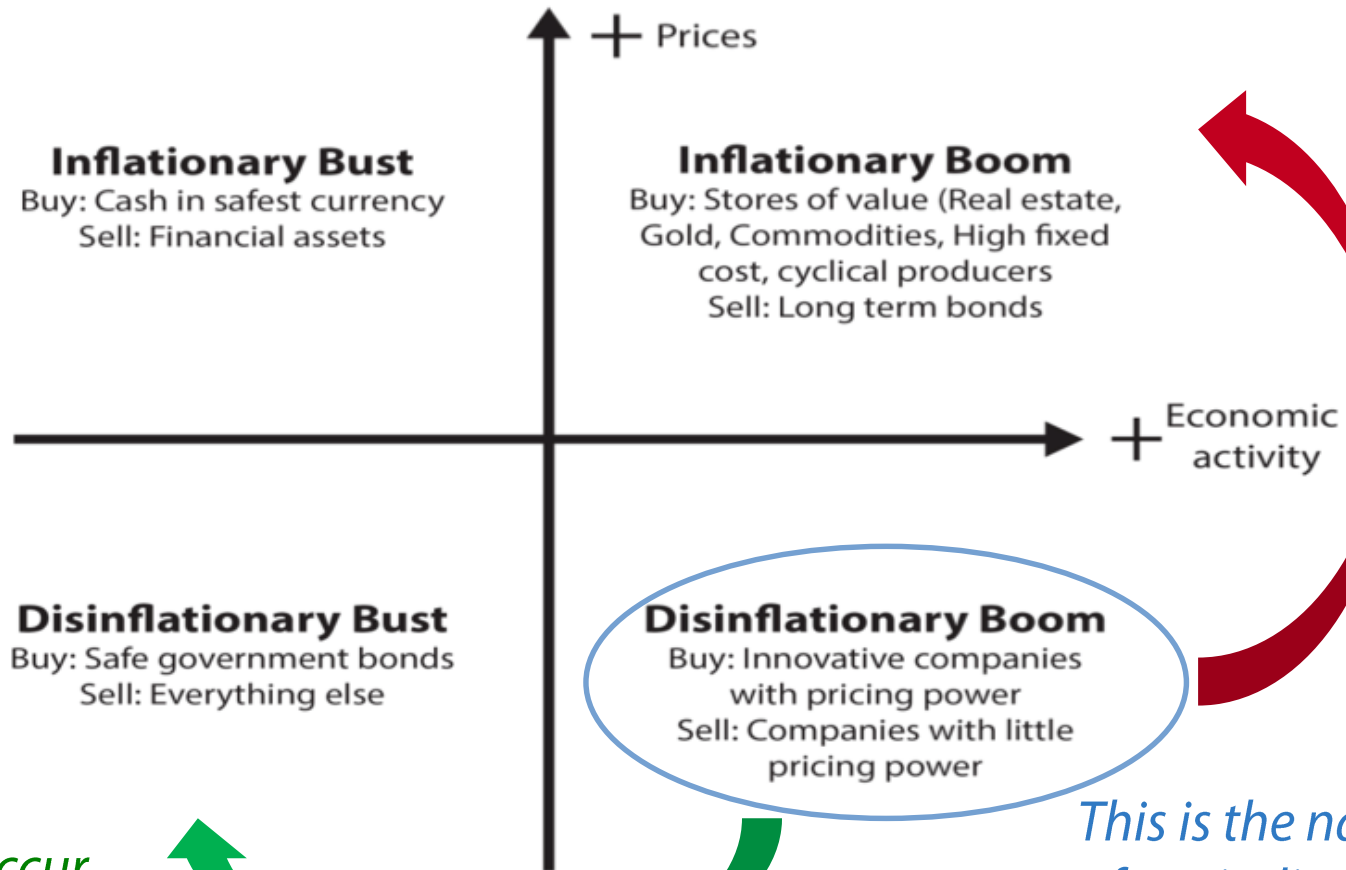 + Prices
Inflationary Bust
Buy: Cash in safest currency
Sell: Financial assets
Inflationary Boom
Buy: Stores of value (Real estate,
Gold, Commodities, High fixed
cost, cyclical producers
Sell: Long term bonds
+ Economic
activity
Disinflationary Bust
Buy: Safe government bonds
Sell: Everything else
Disinflationary Boom
Buy: Innovative companies
with pricing power
Sell: Companies with little
pricing power
This is the